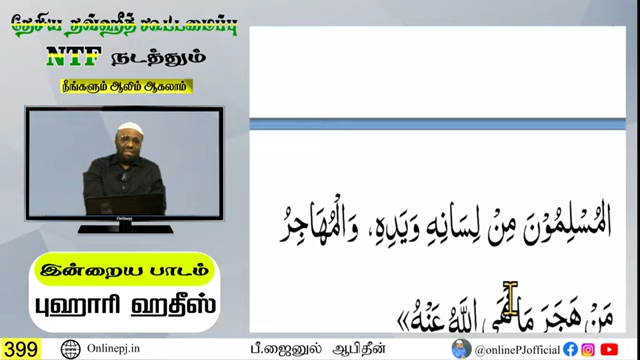 தேசிய தவ்ஹீத் கூட்டமைப்பு
NTF நடத்தும்
நீங்களும் ஆலிம் ஆகலாம்
Onlinepj
இன்றைய பாடம்
புஹாரி ஹதீஸ்
الْمُسْلِمُوْنَ مِنْ لِسَانِهِ وَيَدِهِ، وَالْمُهَاجِرُ
مَنْ هَجَرَ مَا نَهَى اللَّهُ عَنْهُ»
399 Onlinepj.in பீ.ஜைனுல் ஆபிதீன் @onlinePJofficial